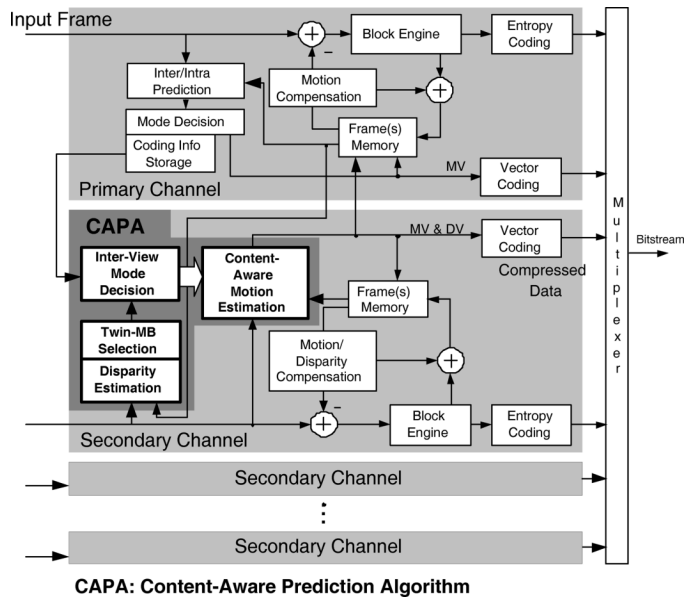 Input Frame
−
Block Engine
Entropy
Coding
Inter/Intra
Prediction
Motion
Compensation
Mode Decision
Coding Info
Storage
Frame(s)
Memory
MV
Vector
Coding
Primary Channel
Multiplexer
Bitstream
CAPA
MV & DV
Vector
Coding
Compressed
Data
Inter-View
Mode
Decision
Content-
Aware
Motion
Estimation
Frame(s)
Memory
Twin-MB
Selection
Disparity
Estimation
Motion/
Disparity
Compensation
−
Block
Engine
Entropy
Coding
Secondary Channel
Secondary Channel
Secondary Channel
CAPA: Content-Aware Prediction Algorithm